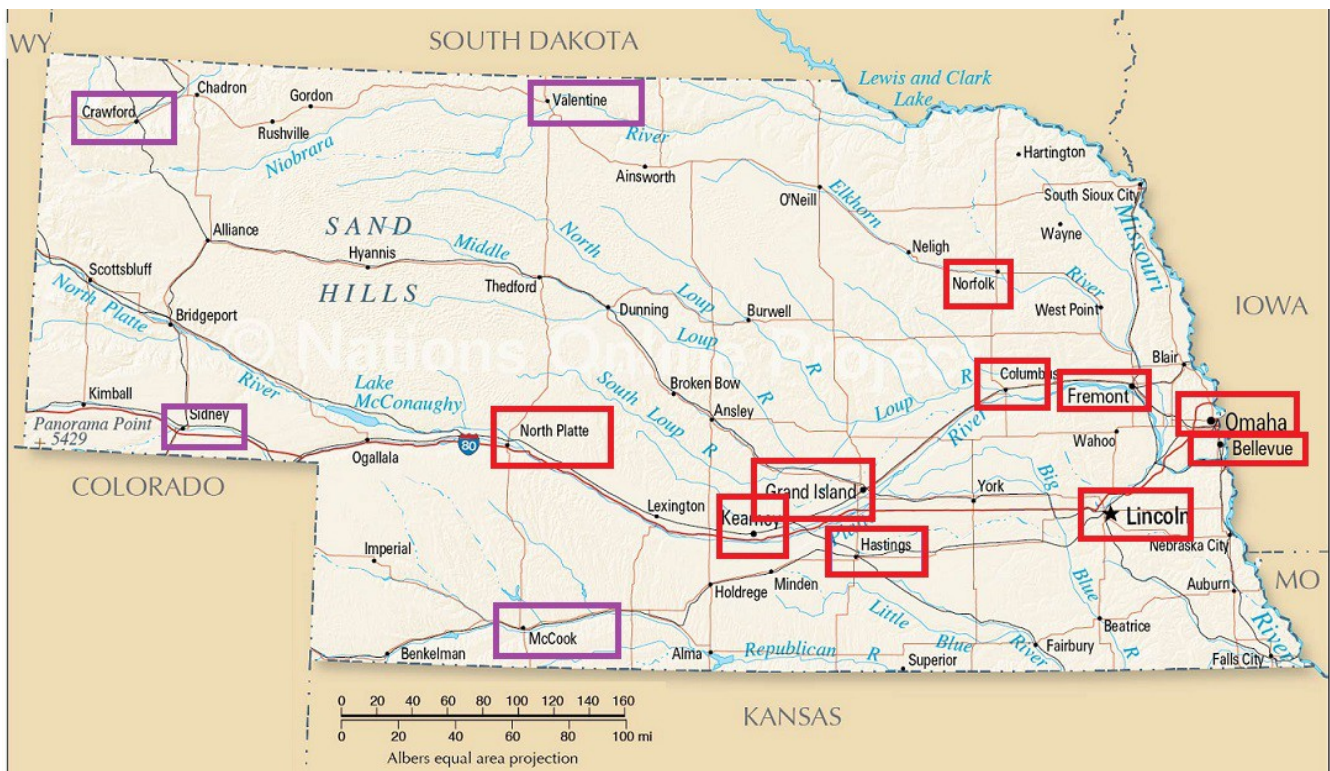 WY
SOUTH DAKOTA
Lewis and Clark
Lake
Chadron
Crawford
Gordon
Rushville
Valentine
Niobrara
River
Ainsworth
Hartington
South Sioux City
O'Neill
Elkhorn
Missouri
Wayne
Alliance
SAND
HILLS
Hyannis
Middle
North
Neligh
Norfolk
River
West Point
IOWA
Scottsbluff
North Platte
Bridgeport
Thedford
Dunning
Loup
Burwell
Loup
R
© Nations Online Project
Blair
Kimball
Sidney
River
Lake
McConaughy
South
Loup
R
Broken Bow
Ansley
R
Loup
R
Columbus
Fremont
Panorama Point
+ 5429
Ogallala
80
North Platte
River
Wahoo
Omaha
Bellevue
COLORADO
Lexington
Grand Island
Kearney
York
Big
Lincoln
Platte
Hastings
Nebraska City
Imperial
Holdrege
Minden
Blue
Auburn
MO
McCook
Little
Blue
River
Beatrice
R
Benkelman
Alma
Republican
R
Superior
Fairbury
Falls City
River
0 20 40 60 80 100 120 140 160
0 20 40 60 80 100 mi
Albers equal area projection
KANSAS